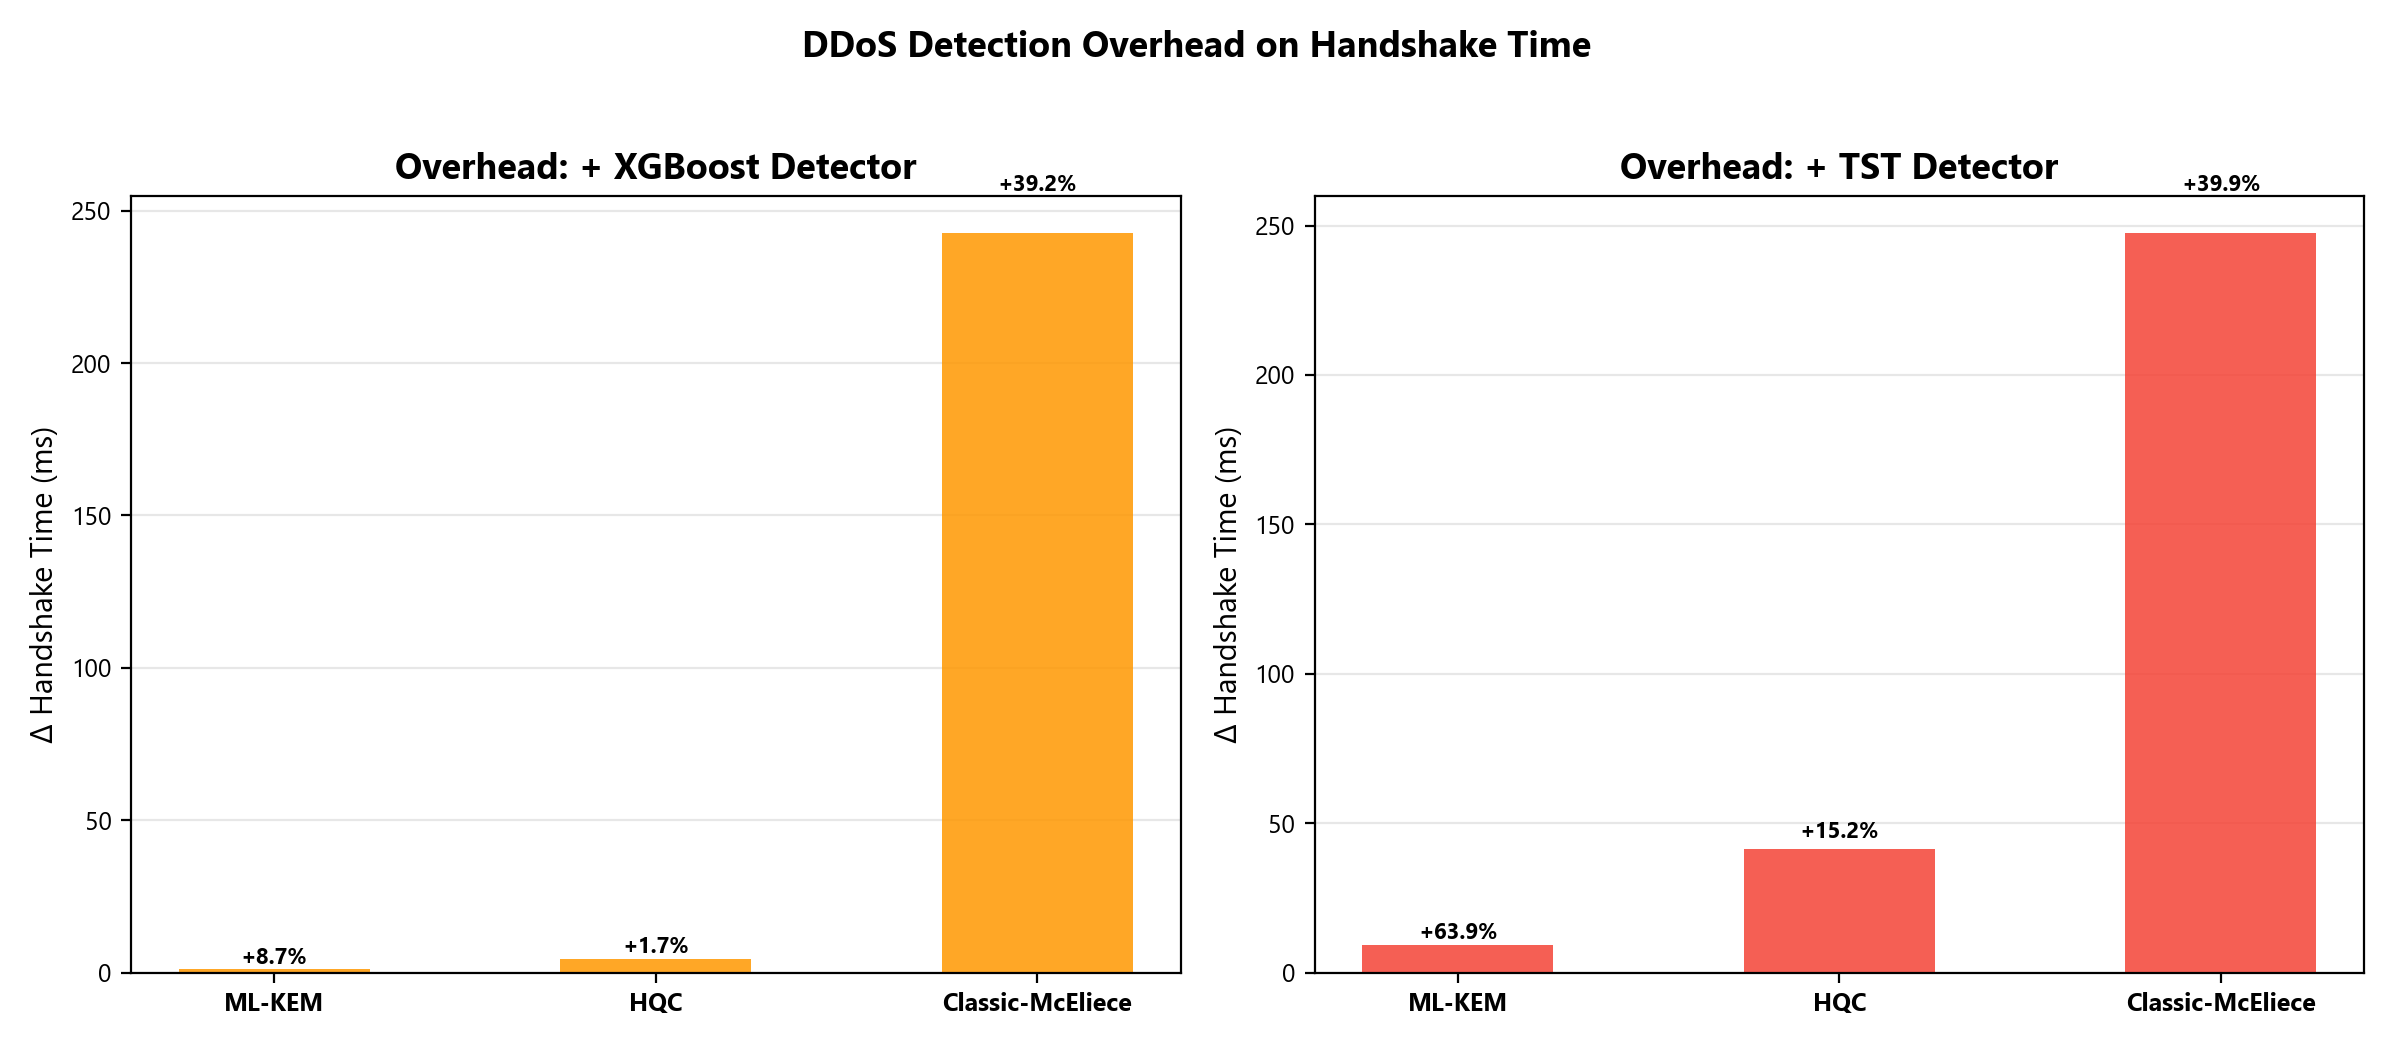 DDoS Detection Overhead on Handshake Time
Overhead: + XGBoost Detector
+39.2%
250
200
150
100
50
0
Δ Handshake Time (ms)
+8.7%
+1.7%
ML-KEM
HQC
Classic-McEliece
Overhead: + TST Detector
+39.9%
250
200
150
100
50
0
Δ Handshake Time (ms)
+63.9%
+15.2%
ML-KEM
HQC
Classic-McEliece